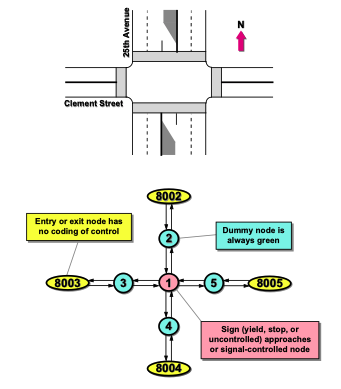 25th Avenue
N
Clement Street
8002
Entry or exit node has
no coding of control
2
Dummy node is
always green
8003
3
1
5
8005
4
Sign (yield, stop, or
uncontrolled) approaches
or signal-controlled node
8004